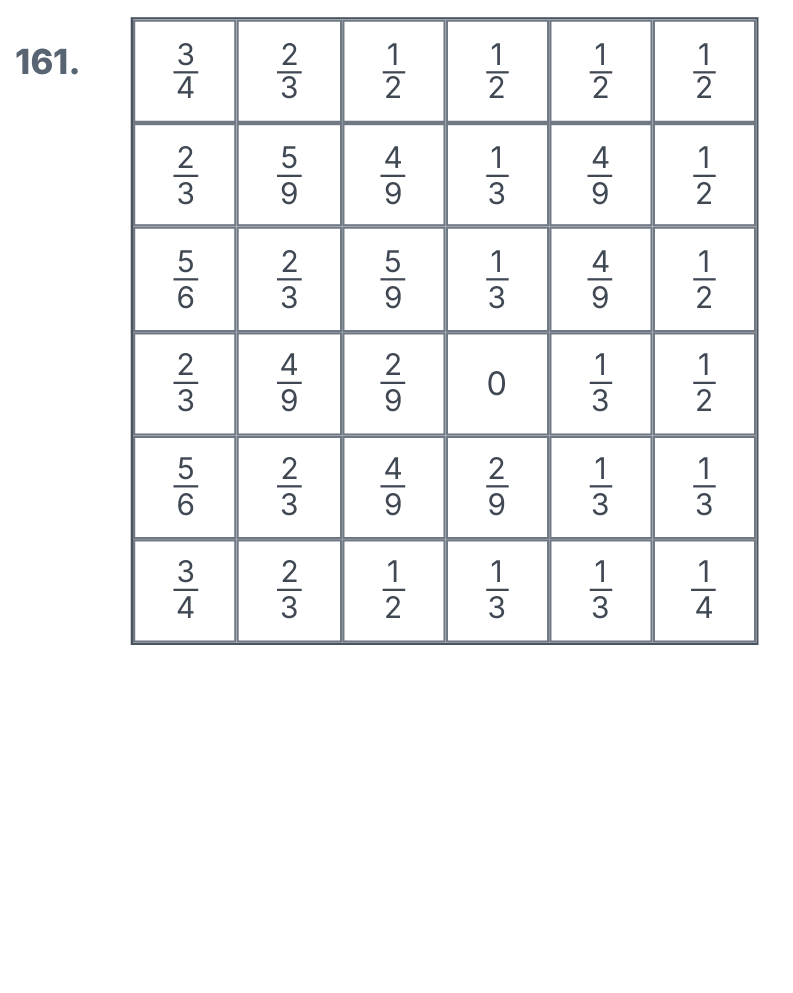 161. 3/4 2/3 1/2 1/2 1/2 1/2
2/3 5/9 4/9 1/3 4/9 1/2
5/6 2/3 5/9 1/3 4/9 1/2
2/3 4/9 2/9 0 1/3 1/2
5/6 2/3 4/9 2/9 1/3 1/3
3/4 2/3 1/2 1/3 1/3 1/4